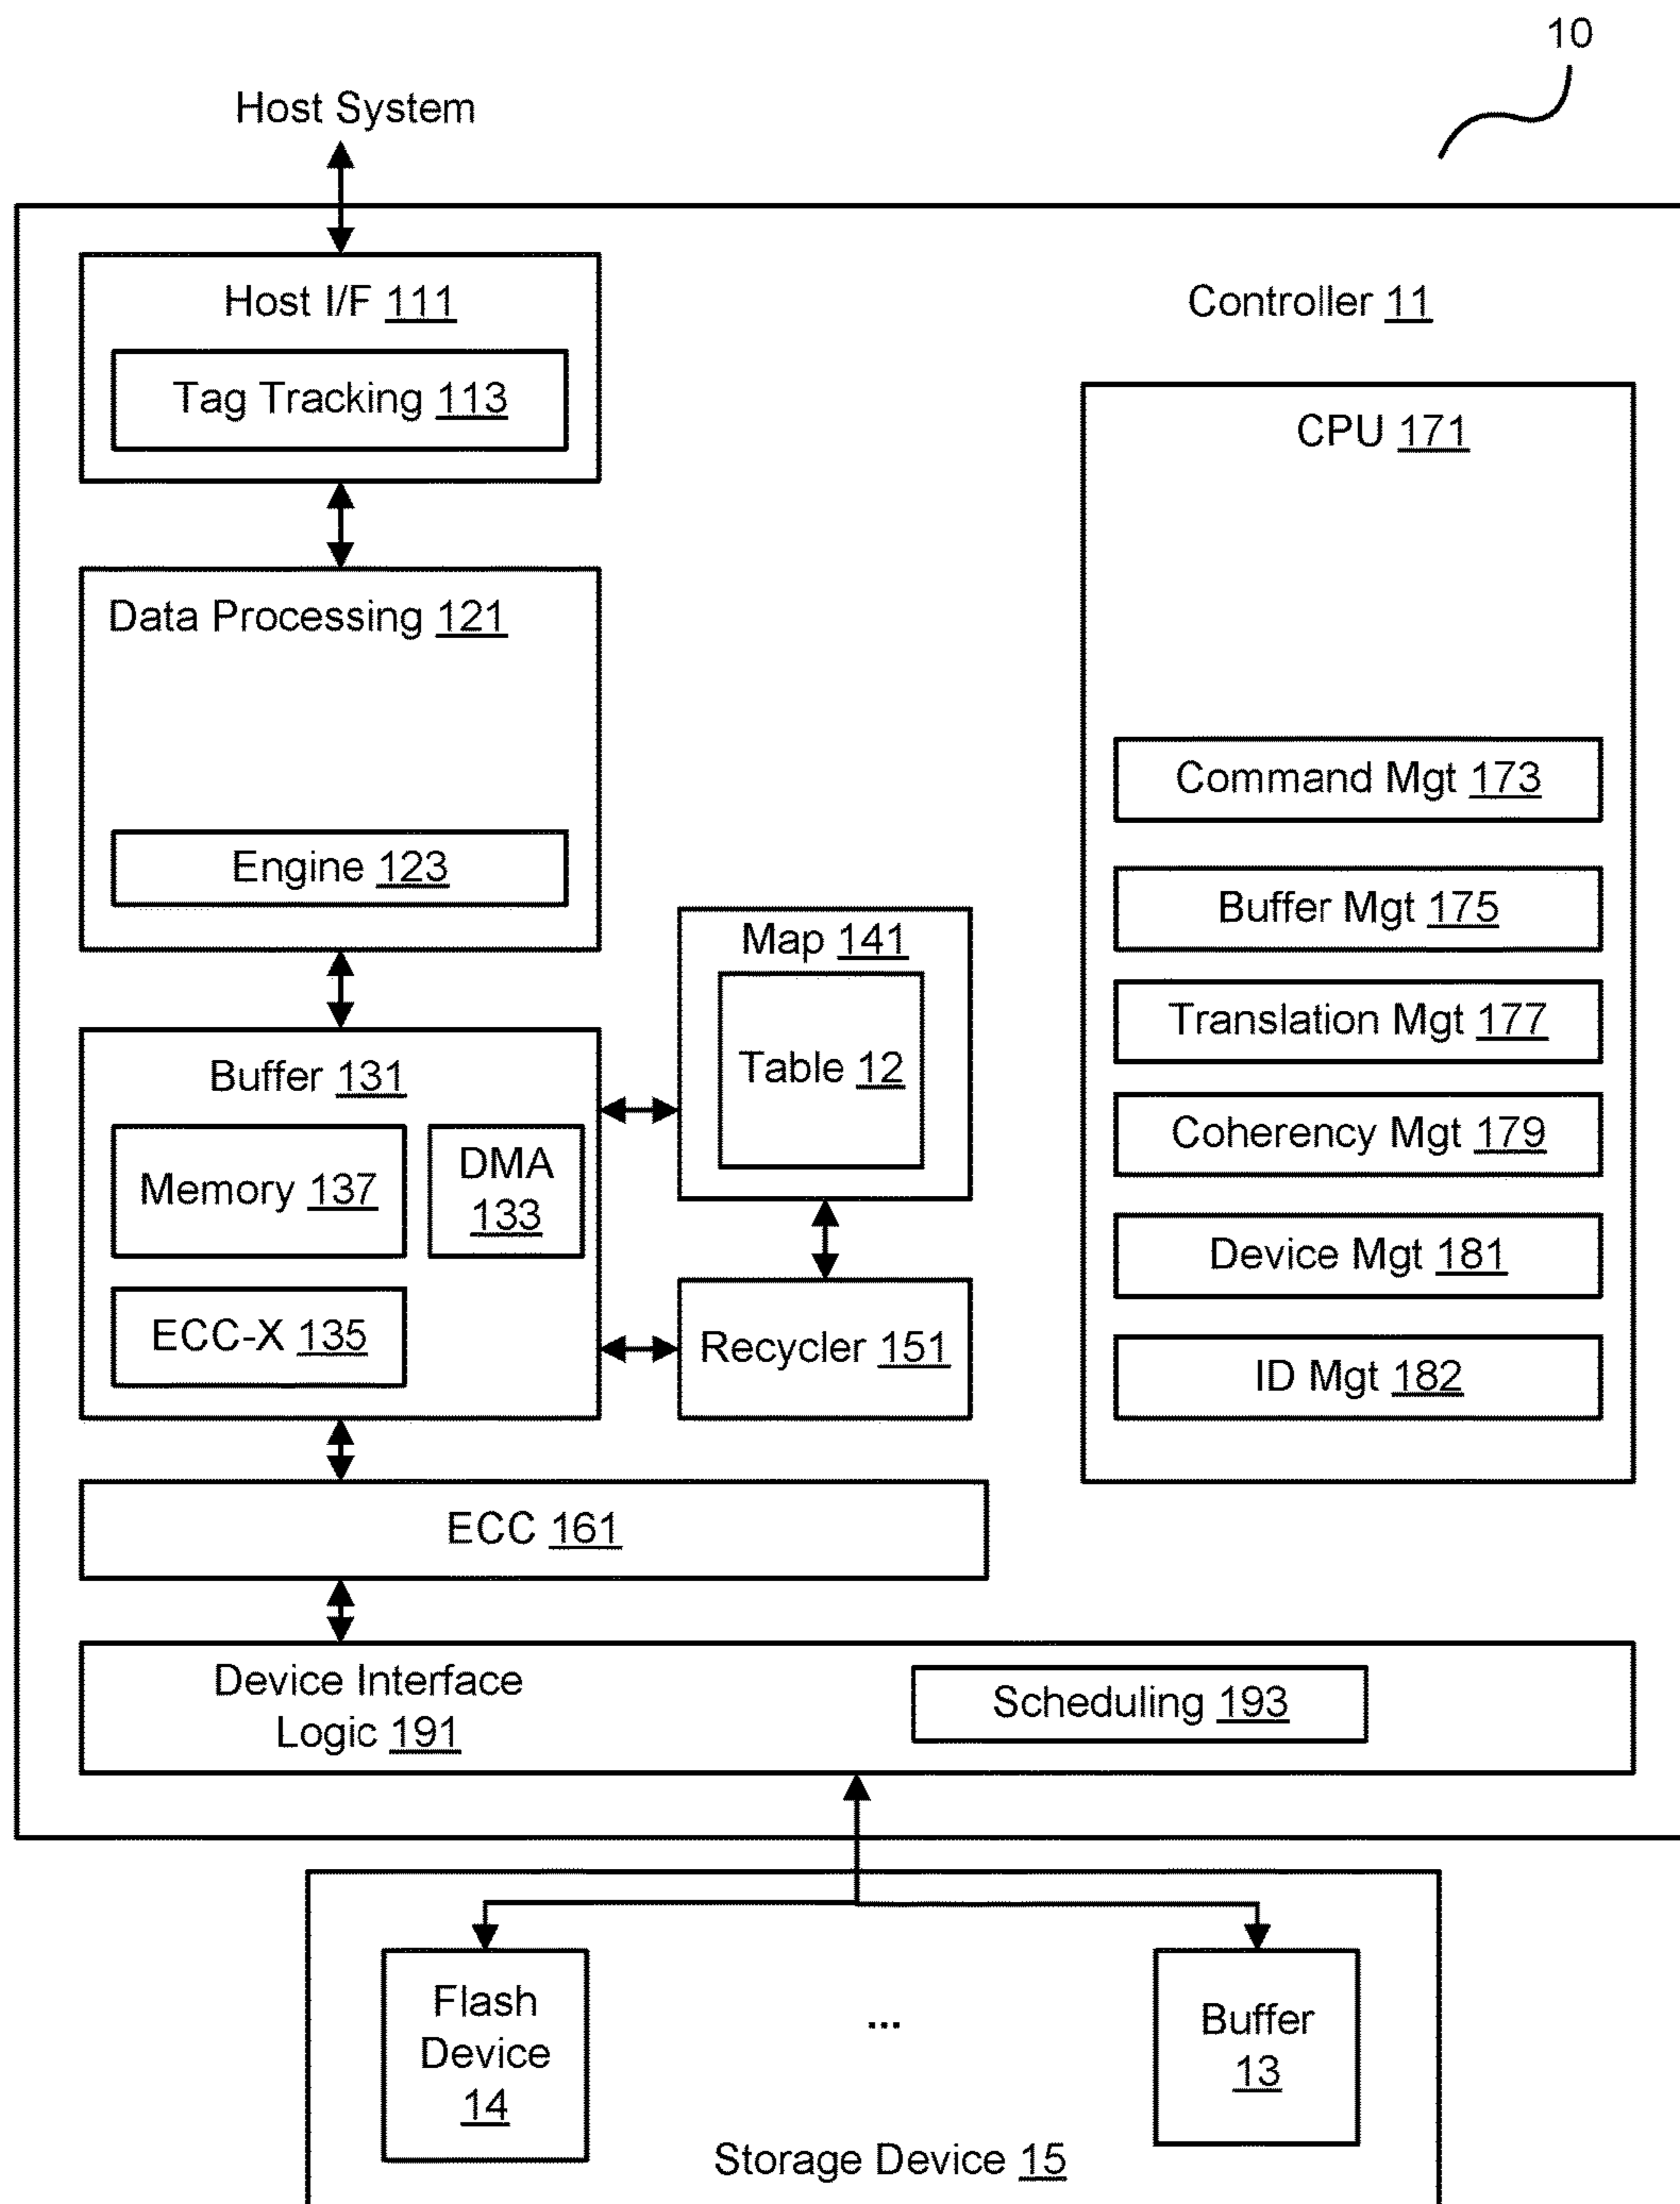 10
Host System
Host I/F 111
Tag Tracking 113
Controller 11
CPU 171
Data Processing 121
Engine 123
Command Mgt 173
Buffer Mgt 175
Translation Mgt 177
Coherency Mgt 179
Device Mgt 181
ID Mgt 182
Map 141
Table 12
Buffer 131
Memory 137
DMA
133
ECC-X 135
Recycler 151
ECC 161
Device Interface
Logic 191
Scheduling 193
Flash
Device
14
...
Buffer
13
Storage Device 15